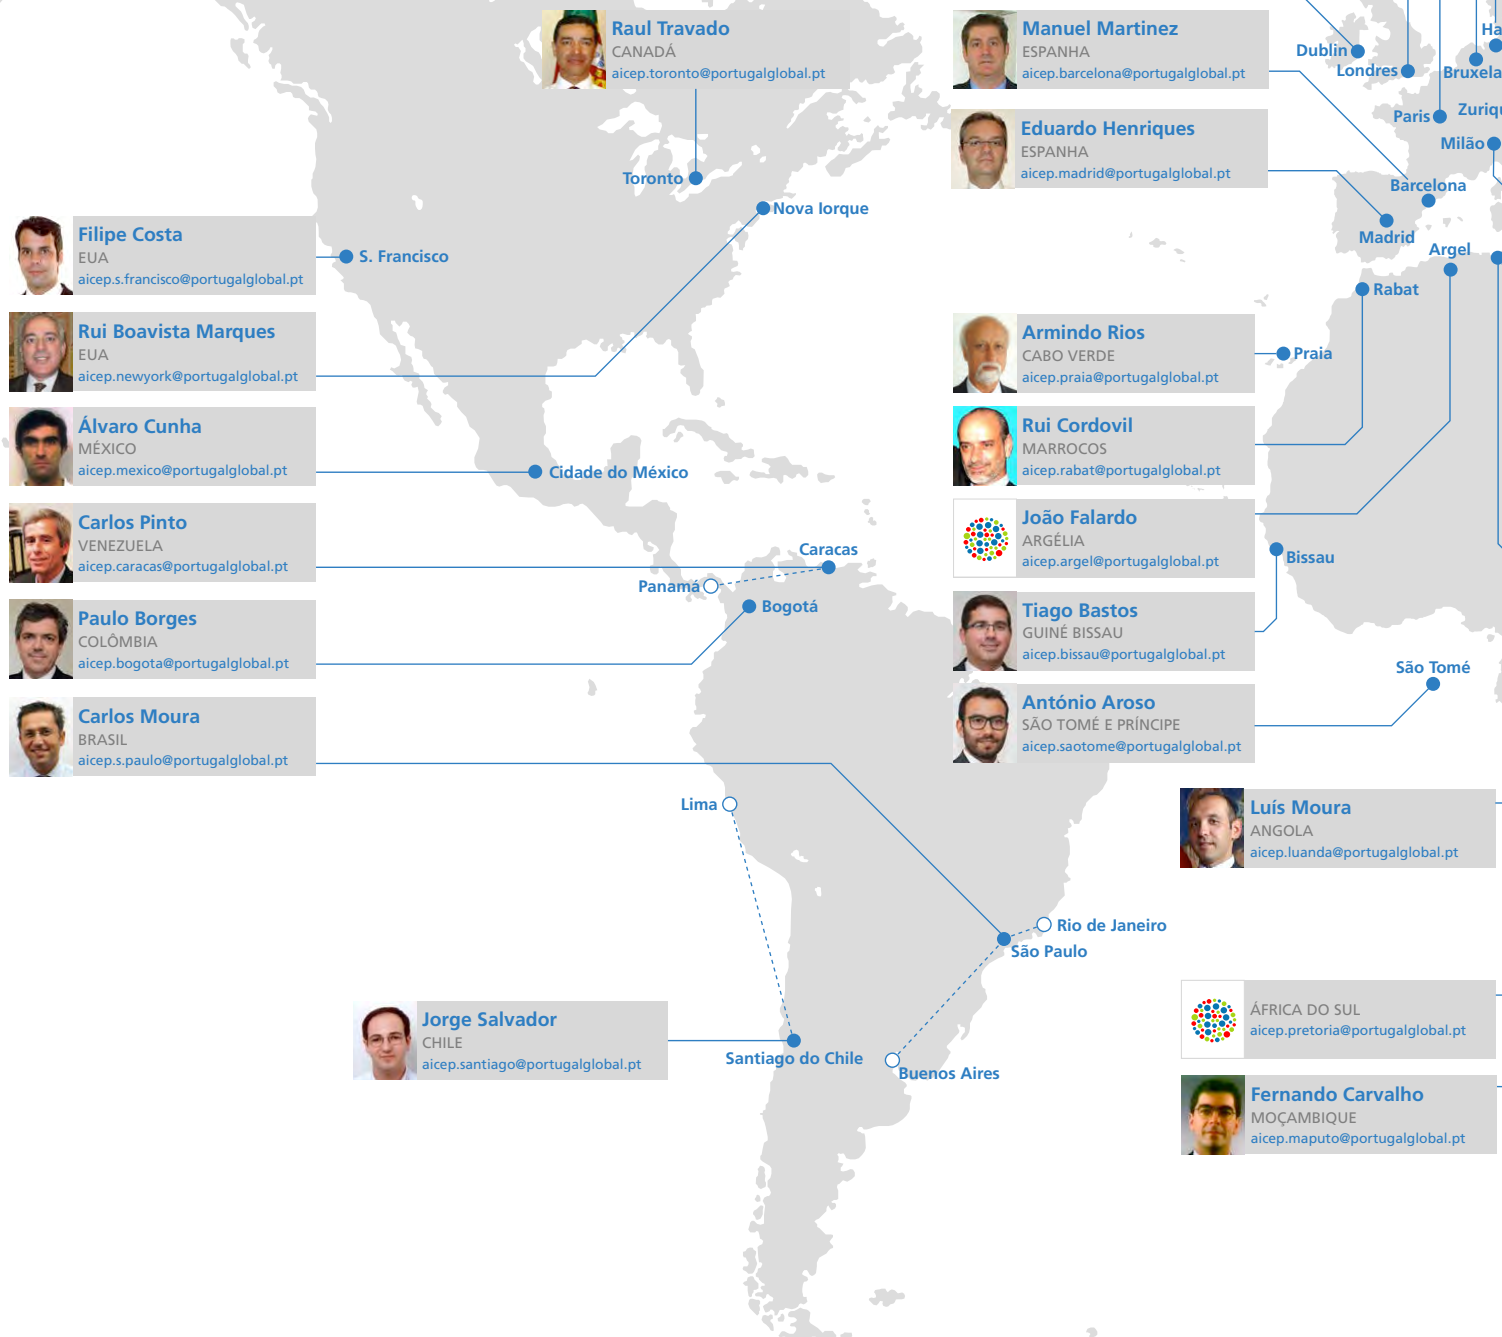 Raul Travado
CANADÁ
aicep.toronto@portugalglobal.pt
Toronto
Nova Iorque
Filipe Costa
EUA
aicep.s.francisco@portugalglobal.pt
S. Francisco
Rui Boavista Marques
EUA
aicep.newyork@portugalglobal.pt
Álvaro Cunha
MÉXICO
aicep.mexico@portugalglobal.pt
Cidade do México
Carlos Pinto
VENEZUELA
aicep.caracas@portugalglobal.pt
Caracas
Panamá
Bogotá
Paulo Borges
COLÔMBIA
aicep.bogota@portugalglobal.pt
Carlos Moura
BRASIL
aicep.s.paulo@portugalglobal.pt
Lima
Rio de Janeiro
São Paulo
Jorge Salvador
CHILE
aicep.santiago@portugalglobal.pt
Santiago do Chile
Buenos Aires
Manuel Martinez
ESPANHA
aicep.barcelona@portugalglobal.pt
Eduardo Henriques
ESPANHA
aicep.madrid@portugalglobal.pt
Ha
Dublin
Londres
Bruxela
Paris
Zuriqu
Milão
Barcelona
Madrid
Argel
Rabat
Armindo Rios
CABO VERDE
aicep.praia@portugalglobal.pt
Praia
Rui Cordovil
MARROCOS
aicep.rabat@portugalglobal.pt
João Falardo
ARGÉLIA
aicep.argel@portugalglobal.pt
Bissau
Tiago Bastos
GUINÉ BISSAU
aicep.bissau@portugalglobal.pt
São Tomé
António Aroso
SÃO TOMÉ E PRÍNCIPE
aicep.saotome@portugalglobal.pt
Luís Moura
ANGOLA
aicep.luanda@portugalglobal.pt
ÁFRICA DO SUL
aicep.pretoria@portugalglobal.pt
Fernando Carvalho
MOÇAMBIQUE
aicep.maputo@portugalglobal.pt